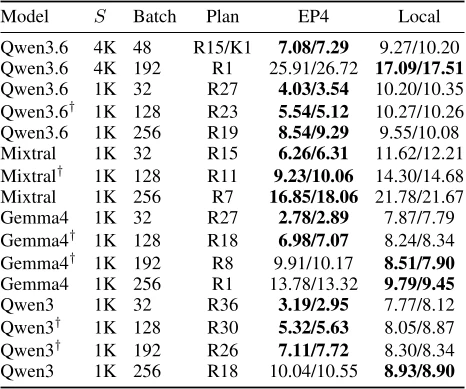 Model S Batch Plan EP4 Local
Qwen3.6 4K 48 R15/K1 7.08/7.29 9.27/10.20
Qwen3.6 4K 192 R1 25.91/26.72 17.09/17.51
Qwen3.6 1K 32 R27 4.03/3.54 10.20/10.35
Qwen3.6† 1K 128 R23 5.54/5.12 10.27/10.26
Qwen3.6 1K 256 R19 8.54/9.29 9.55/10.08
Mixtral 1K 32 R15 6.26/6.31 11.62/12.21
Mixtral† 1K 128 R11 9.23/10.06 14.30/14.68
Mixtral 1K 256 R7 16.85/18.06 21.78/21.67
Gemma4 1K 32 R27 2.78/2.89 7.87/7.79
Gemma4† 1K 128 R18 6.98/7.07 8.24/8.34
Gemma4† 1K 192 R8 9.91/10.17 8.51/7.90
Gemma4 1K 256 R1 13.78/13.32 9.79/9.45
Qwen3 1K 32 R36 3.19/2.95 7.77/8.12
Qwen3† 1K 128 R30 5.32/5.63 8.05/8.87
Qwen3† 1K 192 R26 7.11/7.72 8.30/8.34
Qwen3 1K 256 R18 10.04/10.55 8.93/8.90